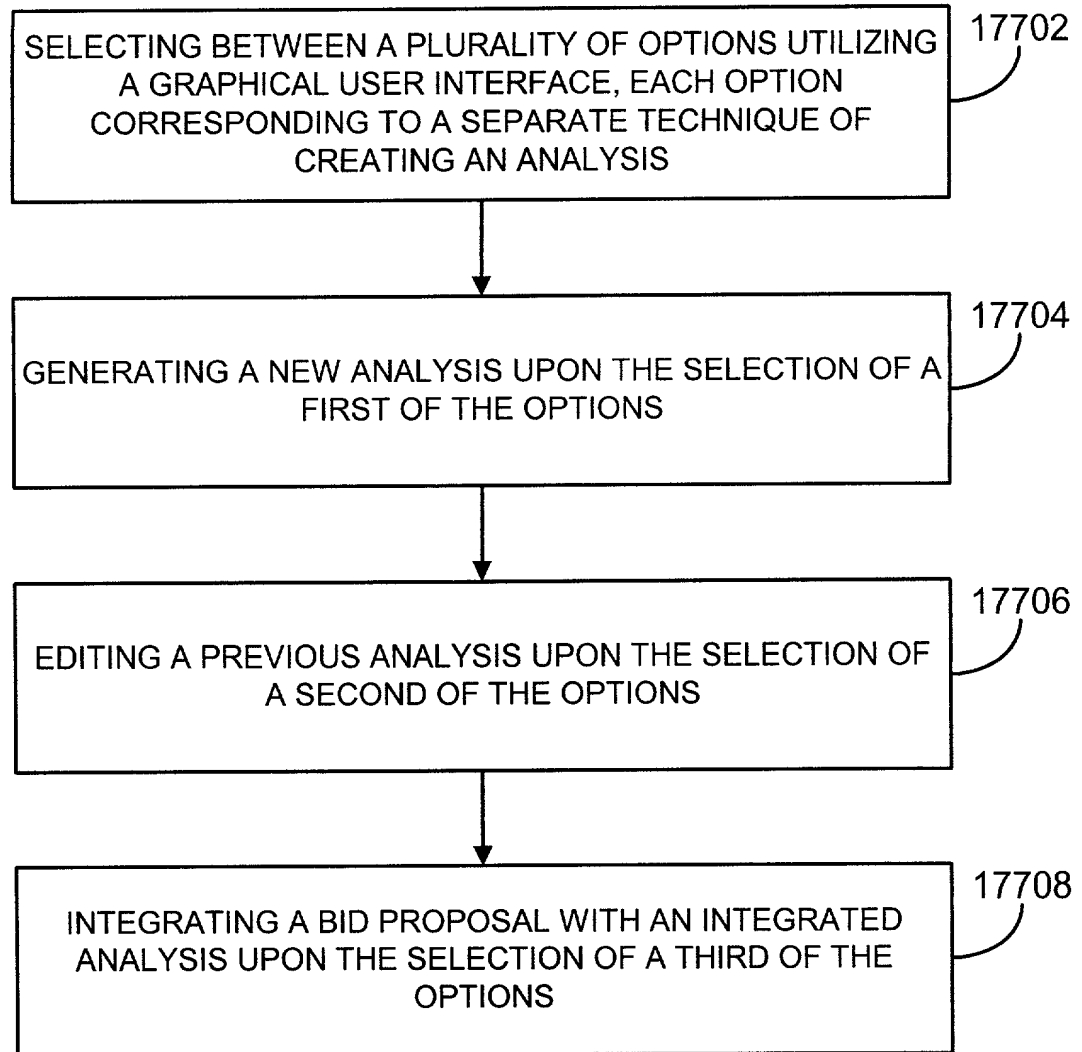 SELECTING BETWEEN A PLURALITY OF OPTIONS UTILIZING
A GRAPHICAL USER INTERFACE, EACH OPTION
CORRESPONDING TO A SEPARATE TECHNIQUE OF
CREATING AN ANALYSIS
17702
GENERATING A NEW ANALYSIS UPON THE SELECTION OF A
FIRST OF THE OPTIONS
17704
EDITING A PREVIOUS ANALYSIS UPON THE SELECTION OF
A SECOND OF THE OPTIONS
17706
INTEGRATING A BID PROPOSAL WITH AN INTEGRATED
ANALYSIS UPON THE SELECTION OF A THIRD OF THE
OPTIONS
17708